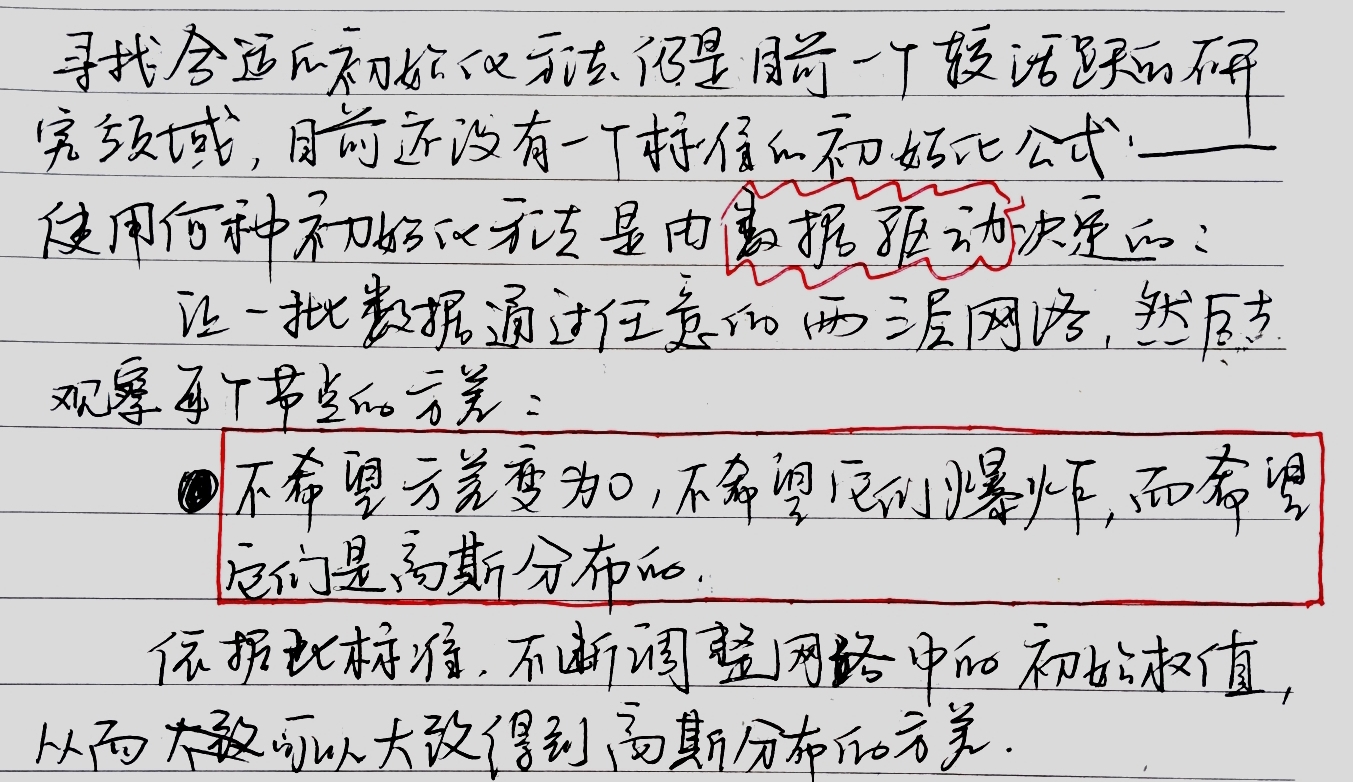 寻找合适的初始化方法仍是目前一个较活跃的研
究领域,目前还没有一个标准的初始化公式.——
使用何种初始化方法是由数据驱动决定的:
让一批数据通过任意的两三层网络,然后去
观察每个节点的方差:
●不希望方差变为0,不希望它们爆炸,而希望
它们是高斯分布的.
依据此标准.不断调整网络中的初始权值,
从而大致可以大致得到高斯分布的方差.